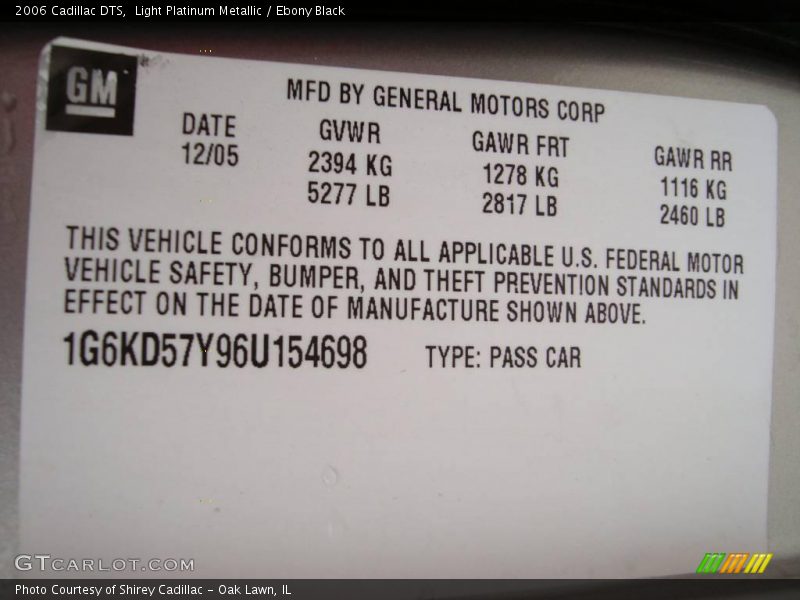 2006 Cadillac DTS,  Light Platinum Metallic / Ebony Black
GM
MFD BY GENERAL MOTORS CORP
DATE GVWR GAWR FRT GAWR RR
12/05 2394 KG 1278 KG 1116 KG
5277 LB 2817 LB 2460 LB
THIS VEHICLE CONFORMS TO ALL APPLICABLE U.S. FEDERAL MOTOR
VEHICLE SAFETY, BUMPER, AND THEFT PREVENTION STANDARDS IN
EFFECT ON THE DATE OF MANUFACTURE SHOWN ABOVE.
1G6KD57Y96U154698 TYPE: PASS CAR
GTCARLOT.COM
Photo Courtesy of Shirey Cadillac - Oak Lawn, IL